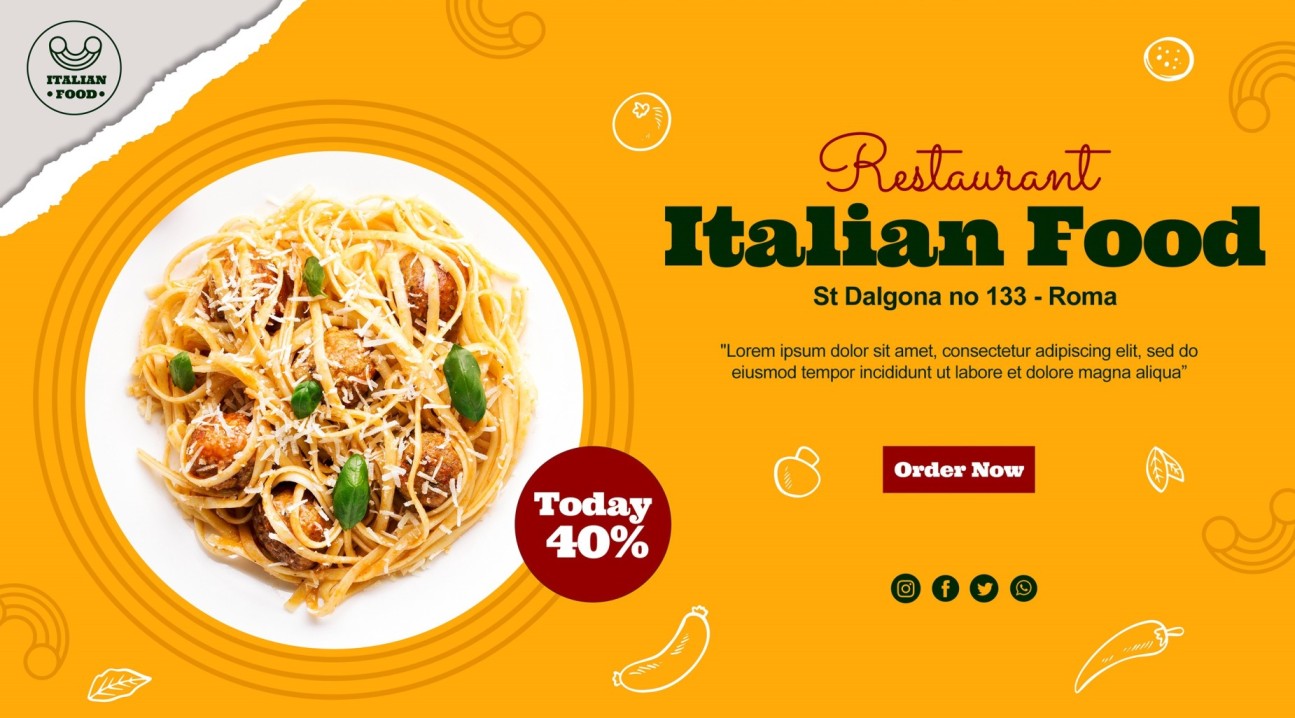 ITALIAN
• FOOD •
Restaurant
Italian Food
St Dalgona no 133 - Roma
"Lorem ipsum dolor sit amet, consectetur adipiscing elit, sed do
eiusmod tempor incididunt ut labore et dolore magna aliqua”
Order Now
Today
40%